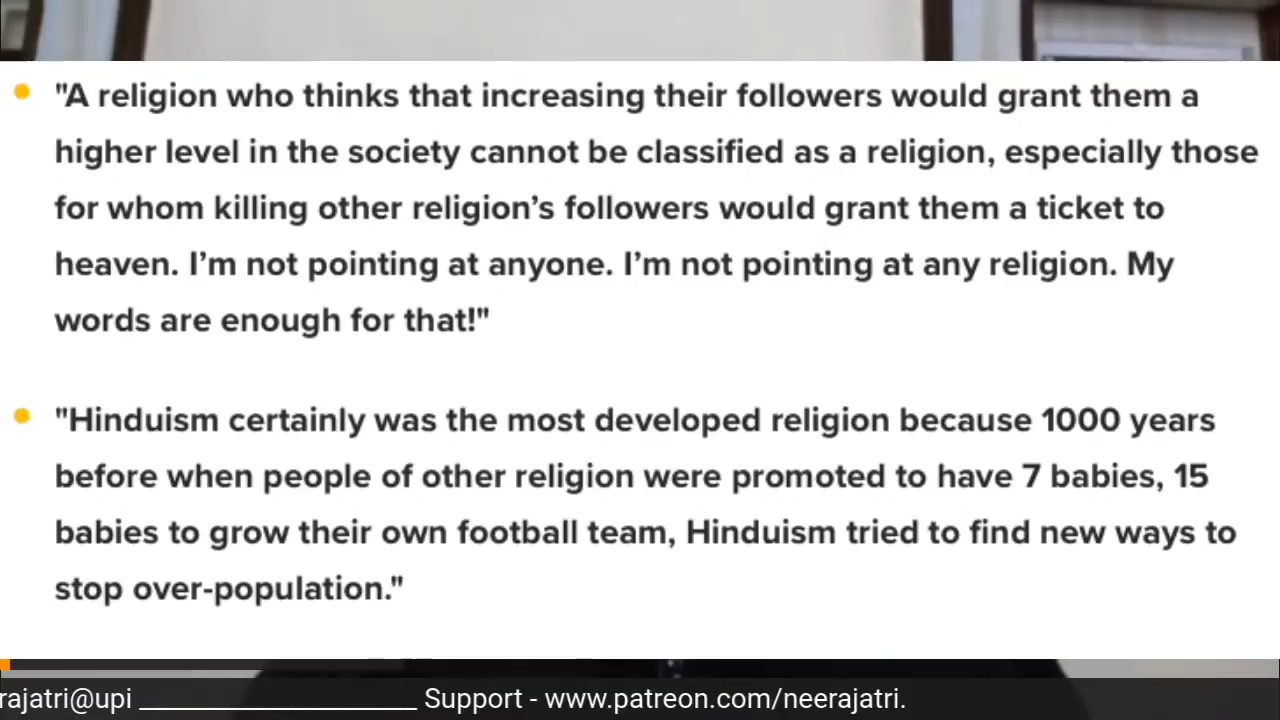 "A religion who thinks that increasing their followers would grant them a
higher level in the society cannot be classified as a religion, especially those
for whom killing other religion’s followers would grant them a ticket to
heaven. I’m not pointing at anyone. I’m not pointing at any religion. My
words are enough for that!"
"Hinduism certainly was the most developed religion because 1000 years
before when people of other religion were promoted to have 7 babies, 15
babies to grow their own football team, Hinduism tried to find new ways to
stop over-population."
rajatri@upi ____________________ Support - www.patreon.com/neerajatri.